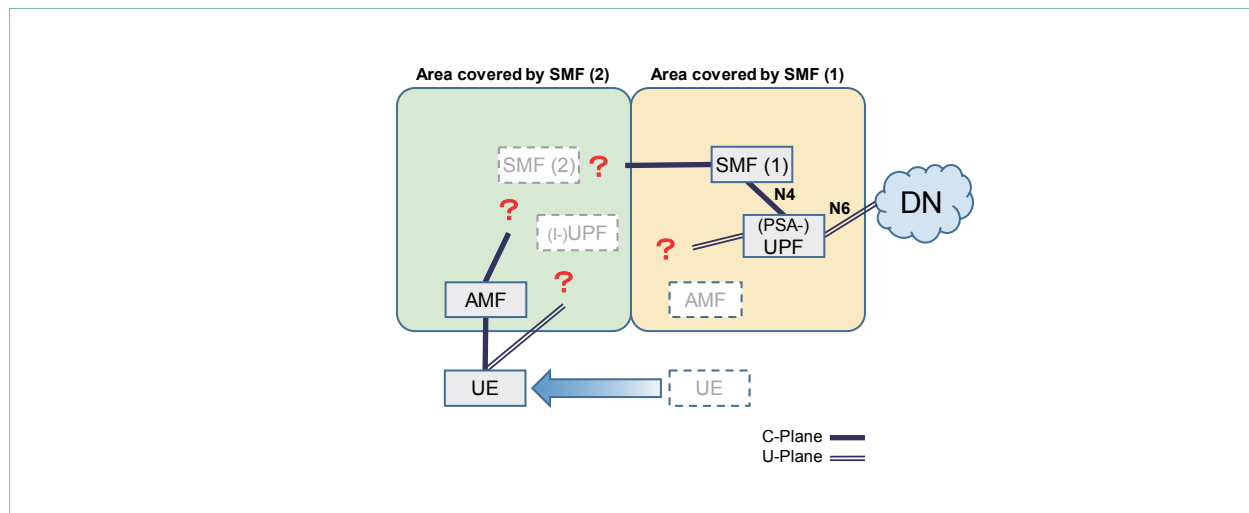 Area covered by SMF (2)
Area covered by SMF (1)
SMF (2)
?
SMF (1)
N4
N6
DN
?
(I-)UPF
?
(PSA-)
UPF
?
AMF
AMF
UE
UE
C-Plane
U-Plane